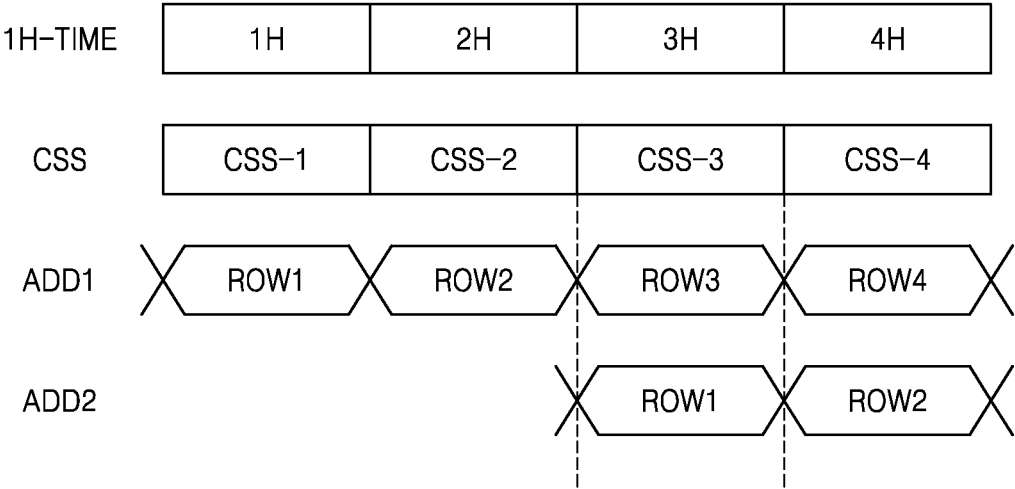 1H-TIME 1H 2H 3H 4H
CSS CSS-1 CSS-2 CSS-3 CSS-4
ADD1 ROW1 ROW2 ROW3 ROW4
ADD2 ROW1 ROW2